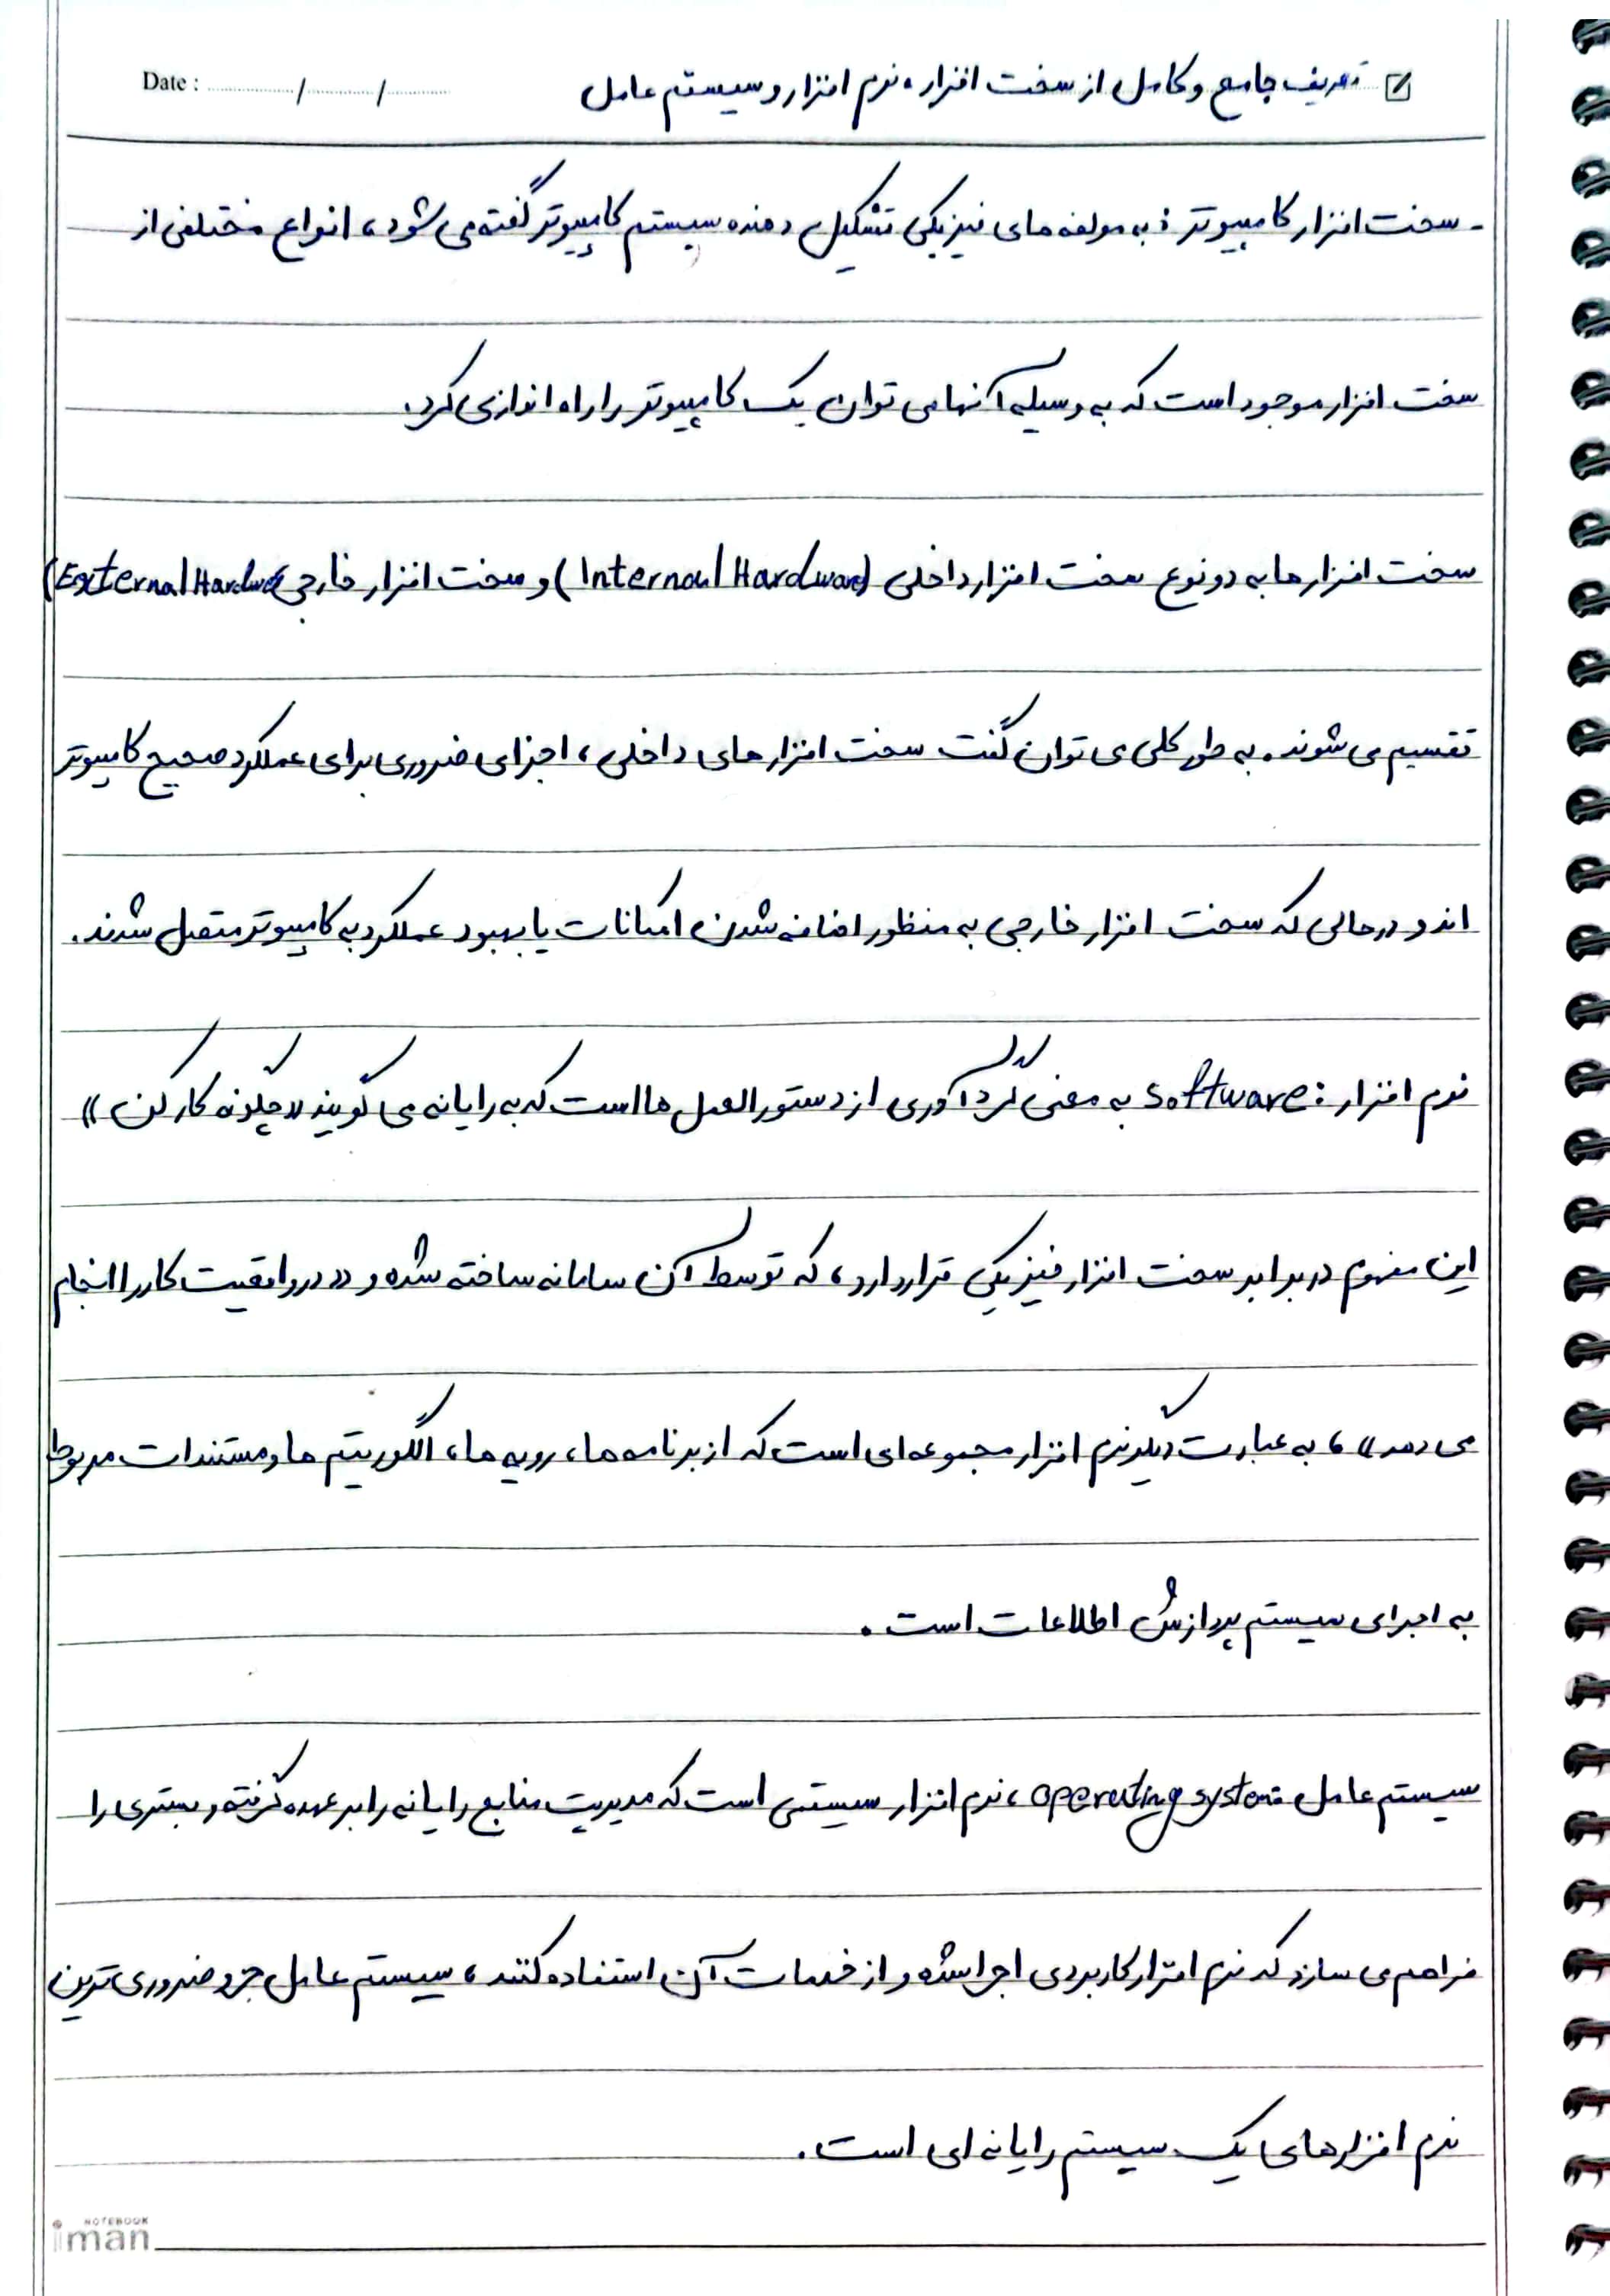 تعریف جامع و کامل از سخت افزار، نرم افزار و سیستم عامل
Date : ............/............/............
- سخت افزار کامپیوتر : به مولفه های فیزیکی تشکیل دهنده سیستم کامپیوتر گفته می شود، انواع مختلفی از
سخت افزار موجود است که به وسیله آنها می توان یک کامپیوتر را راه اندازی کرد.
سخت افزار ها به دو نوع سخت افزار داخلی (Internal Hardware) و سخت افزار خارجی (External Hardware)
تقسیم می شوند. به طور کلی می توان گفت سخت افزار های داخلی، اجزای ضروری برای عملکرد صحیح کامپیوتر
اند و در حالی که سخت افزار خارجی به منظور اضافه شدن امکانات یا بهبود عملکرد به کامپیوتر متصل شدند.
نرم افزار : Software به معنی گردآوری از دستورالعمل ها است که به رایانه می گویند «چگونه کار کن»
این مفهوم در برابر سخت افزار فیزیکی قرار دارد، که توسط آن سامانه ساخته شده و «در واقعیت کار را انجام
می دهد»، به عبارت دیگر نرم افزار مجموعه ای است که از برنامه ها، رویه ها، الگوریتم ها و مستندات مربوط
به اجرای سیستم پردازش اطلاعات است.
سیستم عامل : operating system، نرم افزار سیستمی است که مدیریت منابع رایانه را بر عهده گرفته و بستری را
فراهم می سازد که نرم افزار کاربردی اجرا شده و از خدمات آن استفاده کنند، سیستم عامل جزو ضروری ترین
نرم افزارهای یک سیستم رایانه ای است.
NOTEBOOK
iman